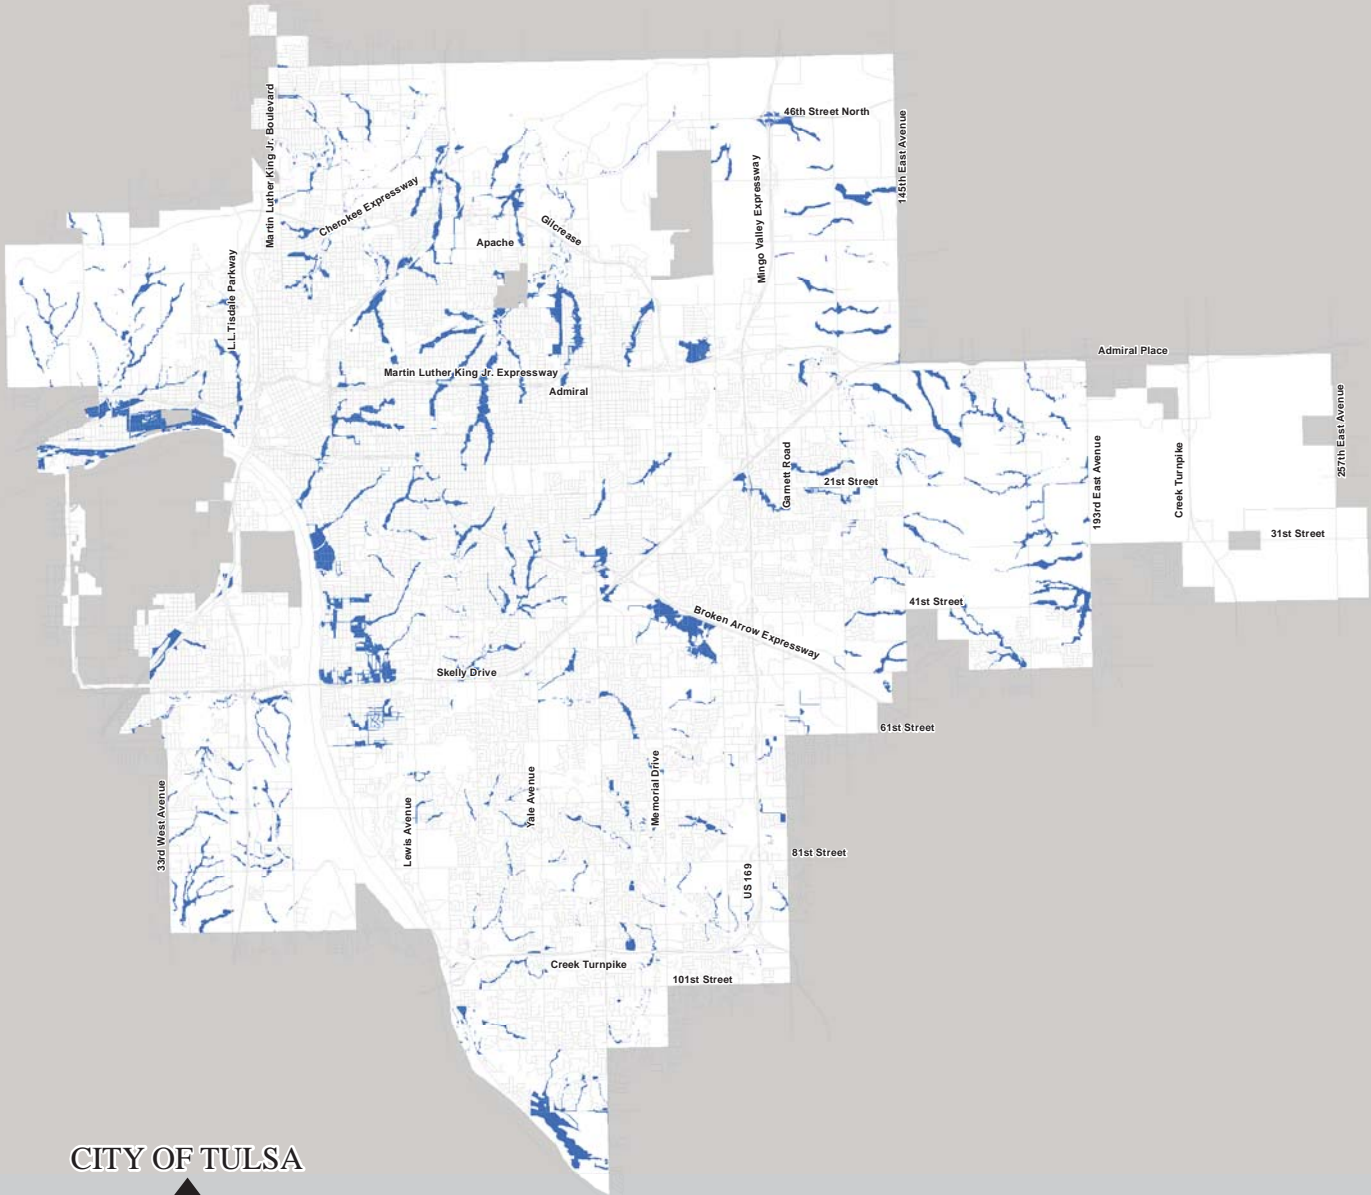 46th Street North
Martin Luther King Jr. Boulevard
145th East Avenue
Mingo Valley Expressway
Cherokee Expressway
Gilcrease
Apache
L.L.Tisdale Parkway
Admiral Place
Martin Luther King Jr. Expressway
Admiral
257th East Avenue
193rd East Avenue
Creek Turnpike
Garnett Road
21st Street
31st Street
41st Street
Broken Arrow Expressway
Skelly Drive
61st Street
33rd West Avenue
Lewis Avenue
Yale Avenue
Memorial Drive
81st Street
US 169
Creek Turnpike
101st Street
CITY OF TULSA